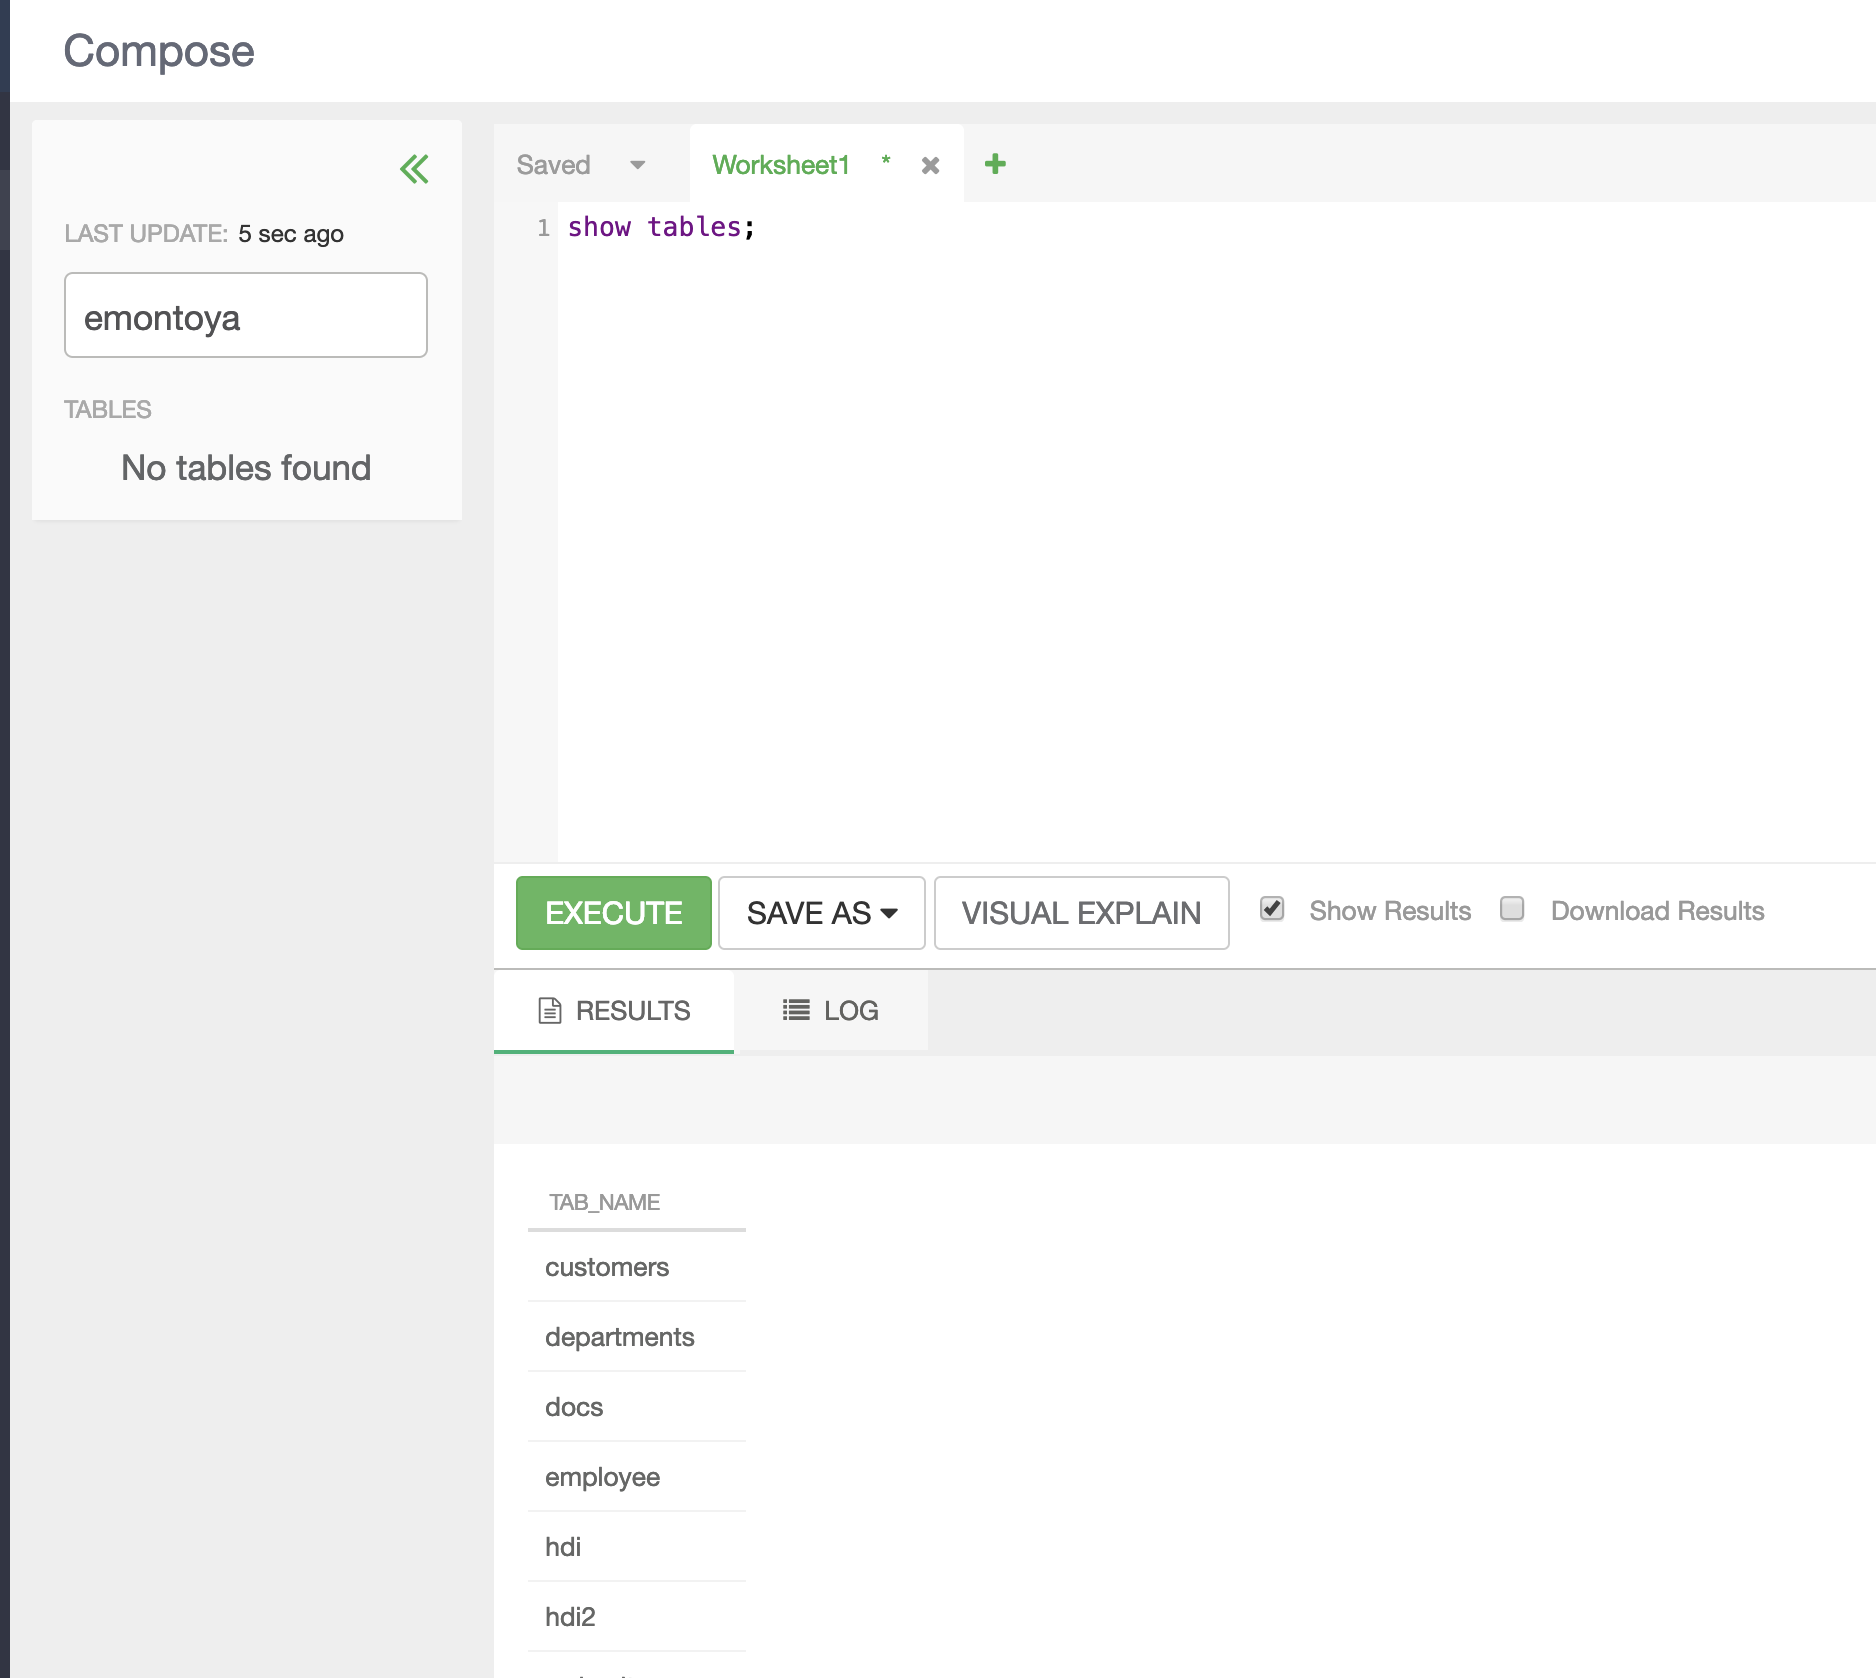 Compose
LAST UPDATE: 5 sec ago
emontoya
TABLES
No tables found
Saved Worksheet1 *
1 show tables;
EXECUTE SAVE AS VISUAL EXPLAIN Show Results Download Results
RESULTS LOG
TAB_NAME
customers
departments
docs
employee
hdi
hdi2